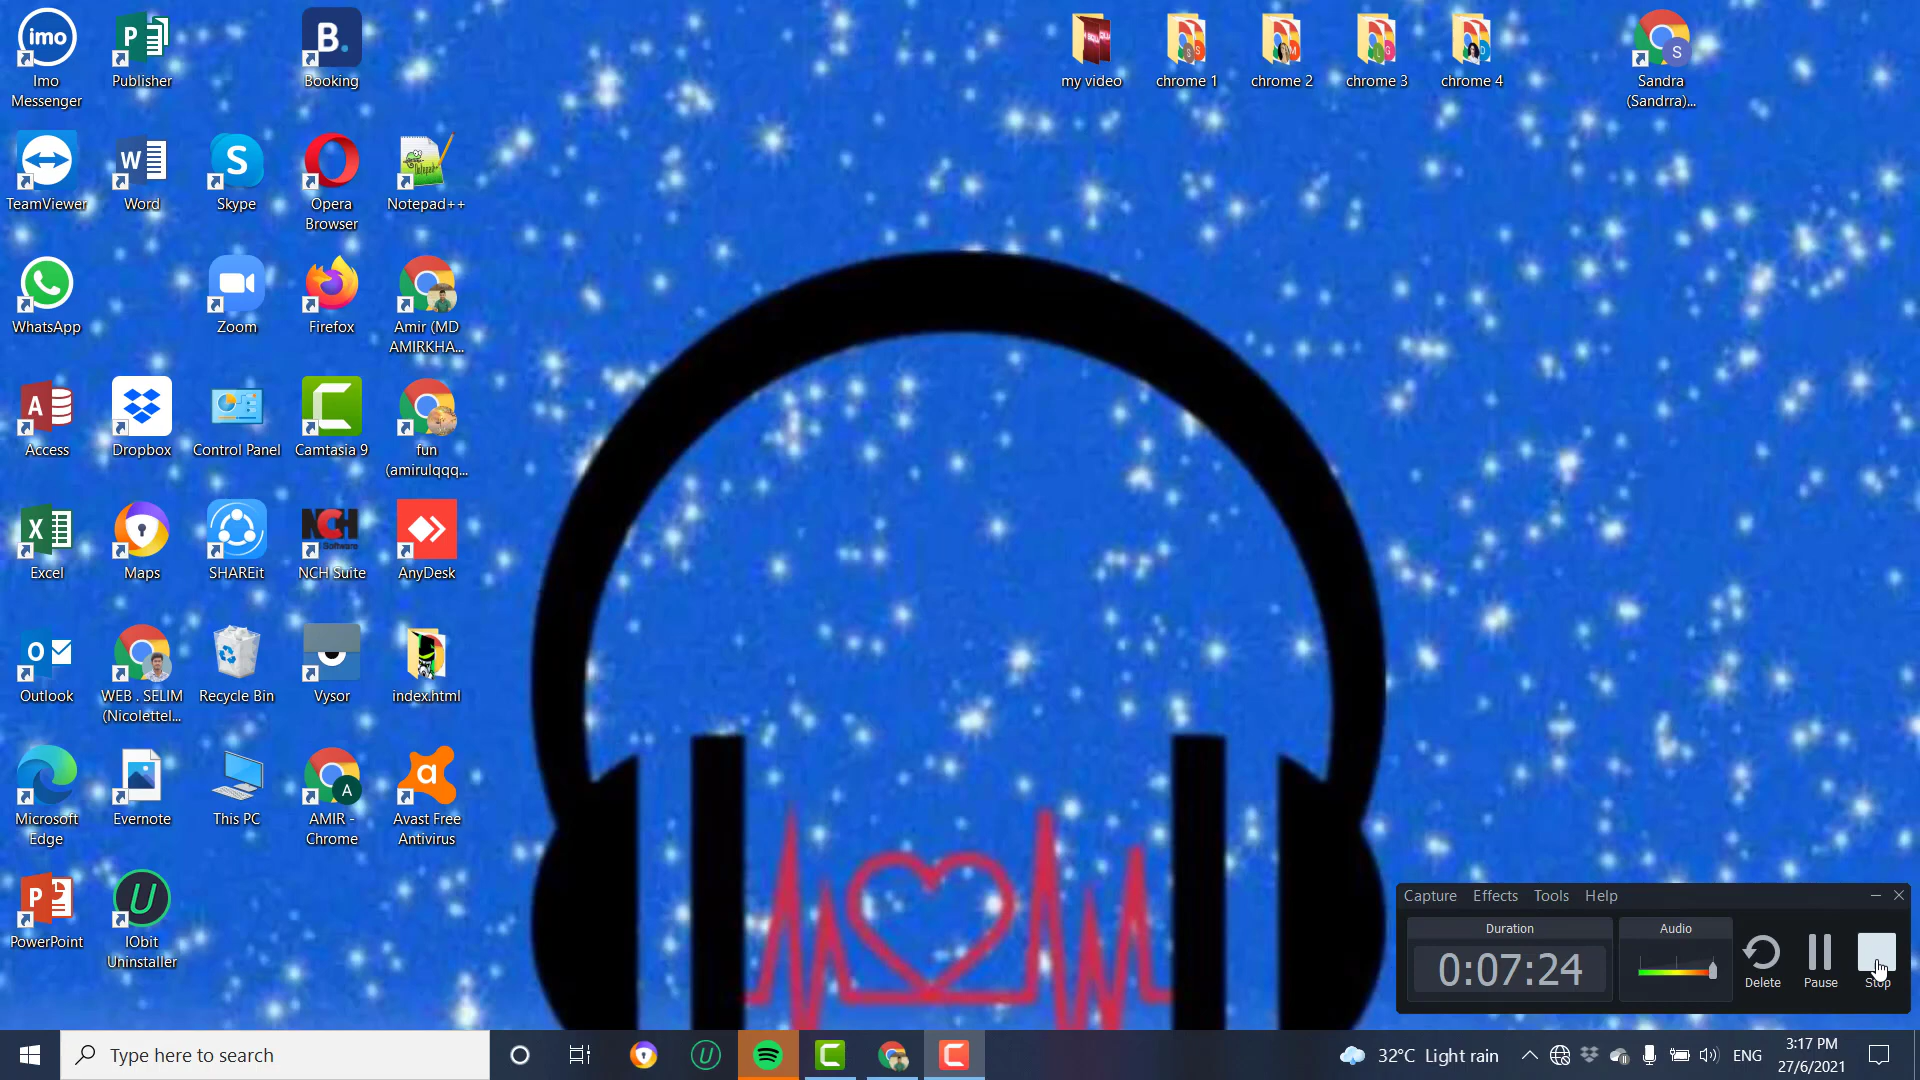 imo
Imo
Messenger
Publisher
B.
Booking
my video
chrome 1
chrome 2
chrome 3
chrome 4
S
Sandra
(Sandrra)...
TeamViewer
Word
Skype
Opera
Browser
Notepad++
WhatsApp
Zoom
Firefox
Amir (MD
AMIRKHA...
Access
Dropbox
Control Panel
Camtasia 9
fun
(amirulqqq...
Excel
Maps
SHAREit
NCH
Software
NCH Suite
AnyDesk
Outlook
WEB . SELIM
(Nicolettel...
Recycle Bin
Vysor
index.html
Microsoft
Edge
Evernote
This PC
A
AMIR -
Chrome
Avast Free
Antivirus
PowerPoint
IObit
Uninstaller
Capture Effects Tools Help
Duration
Audio
0:07:24
Delete
Pause
Stop
Type here to search
32°C Light rain
ENG
3:17 PM
27/6/2021